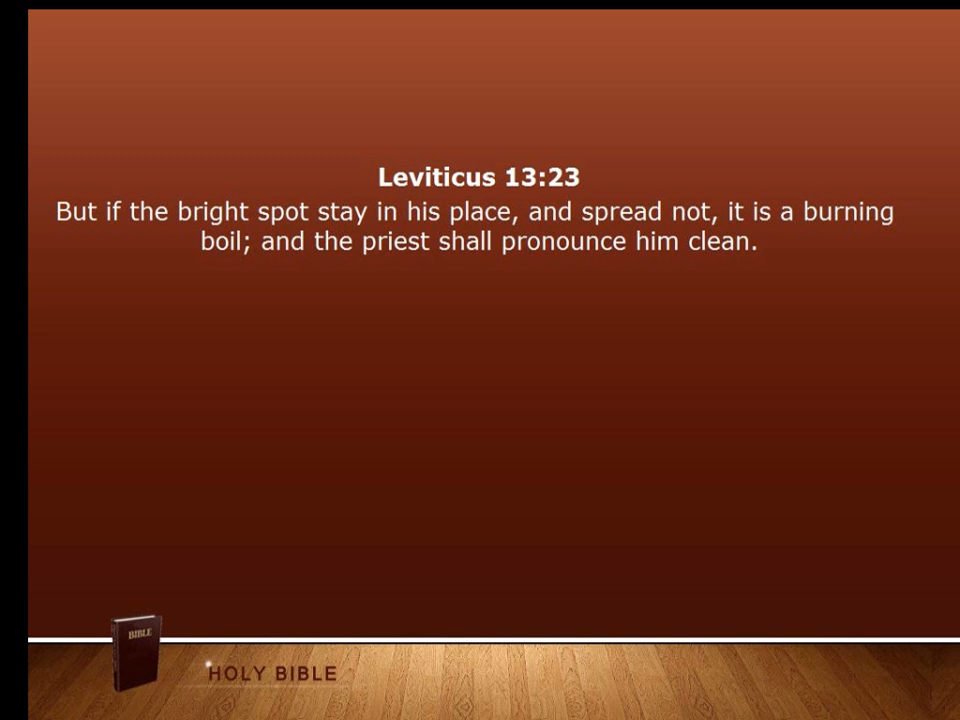 Leviticus 13:23
But if the bright spot stay in his place, and spread not, it is a burning
boil; and the priest shall pronounce him clean.
BIBLE
HOLY BIBLE